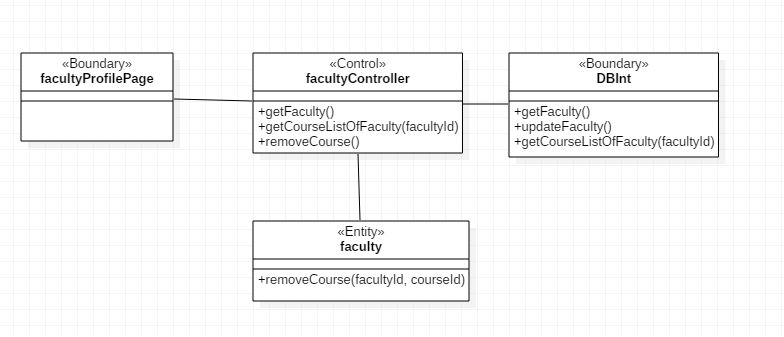 «Boundary»
facultyProfilePage
«Control»
facultyController
+getFaculty()
+getCourseListOfFaculty(facultyId)
+removeCourse()
«Boundary»
DBInt
+getFaculty()
+updateFaculty()
+getCourseListOfFaculty(facultyId)
«Entity»
faculty
+removeCourse(facultyId, courseId)